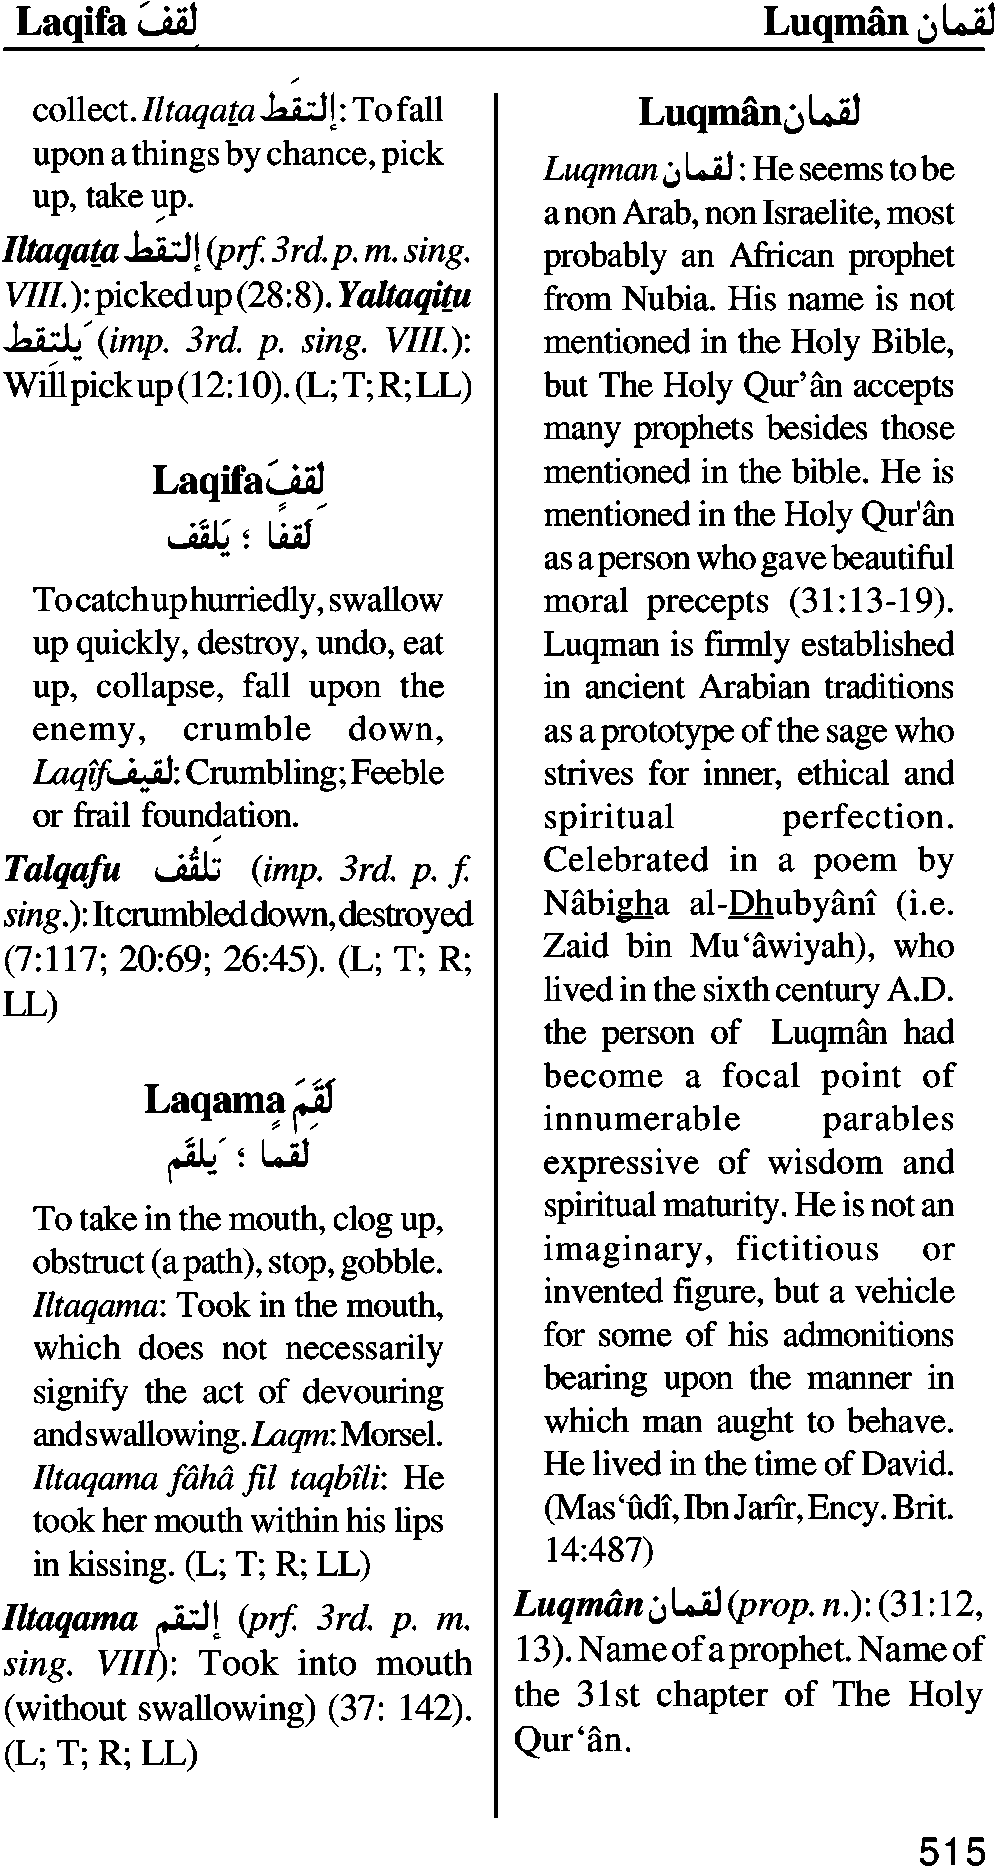 Laqifa لَقِفَ
Luqmân لقمان
collect. Iltaqata إلتقَط: To fall
upon a things by chance, pick
up, take up.
Iltaqata إلتقَط (prf. 3rd. p. m. sing.
VIII.): picked up (28:8). Yaltaqitu
يَلتقِط (imp. 3rd. p. sing. VIII.):
Will pick up (12:10). (L; T; R; LL)
Laqifa لَقِفَ
لَقفًا ؛ يَلقَف
To catch up hurriedly, swallow
up quickly, destroy, undo, eat
up, collapse, fall upon the
enemy, crumble down,
Laqîf لقيف: Crumbling; Feeble
or frail foundation.
Talqafu تَلقُف (imp. 3rd. p. f.
sing.): It crumbled down, destroyed
(7:117; 20:69; 26:45). (L; T; R;
LL)
Laqama لَقَمَ
لَقمًا ؛ يَلقَم
To take in the mouth, clog up,
obstruct (a path), stop, gobble.
Iltaqama: Took in the mouth,
which does not necessarily
signify the act of devouring
and swallowing. Laqm: Morsel.
Iltaqama fâhâ fil taqbîli: He
took her mouth within his lips
in kissing. (L; T; R; LL)
Iltaqama إلتقم (prf. 3rd. p. m.
sing. VIII): Took into mouth
(without swallowing) (37: 142).
(L; T; R; LL)
Luqmân لقمان
Luqman لقمان : He seems to be
a non Arab, non Israelite, most
probably an African prophet
from Nubia. His name is not
mentioned in the Holy Bible,
but The Holy Qur’ân accepts
many prophets besides those
mentioned in the bible. He is
mentioned in the Holy Qur'ân
as a person who gave beautiful
moral precepts (31:13-19).
Luqman is firmly established
in ancient Arabian traditions
as a prototype of the sage who
strives for inner, ethical and
spiritual perfection.
Celebrated in a poem by
Nâbigha al-Dhubyânî (i.e.
Zaid bin Mu‘âwiyah), who
lived in the sixth century A.D.
the person of Luqmân had
become a focal point of
innumerable parables
expressive of wisdom and
spiritual maturity. He is not an
imaginary, fictitious or
invented figure, but a vehicle
for some of his admonitions
bearing upon the manner in
which man aught to behave.
He lived in the time of David.
(Mas‘ûdî, Ibn Jarîr, Ency. Brit.
14:487)
Luqmân لقمان (prop. n.): (31:12,
13). Name of a prophet. Name of
the 31st chapter of The Holy
Qur‘ân.
515